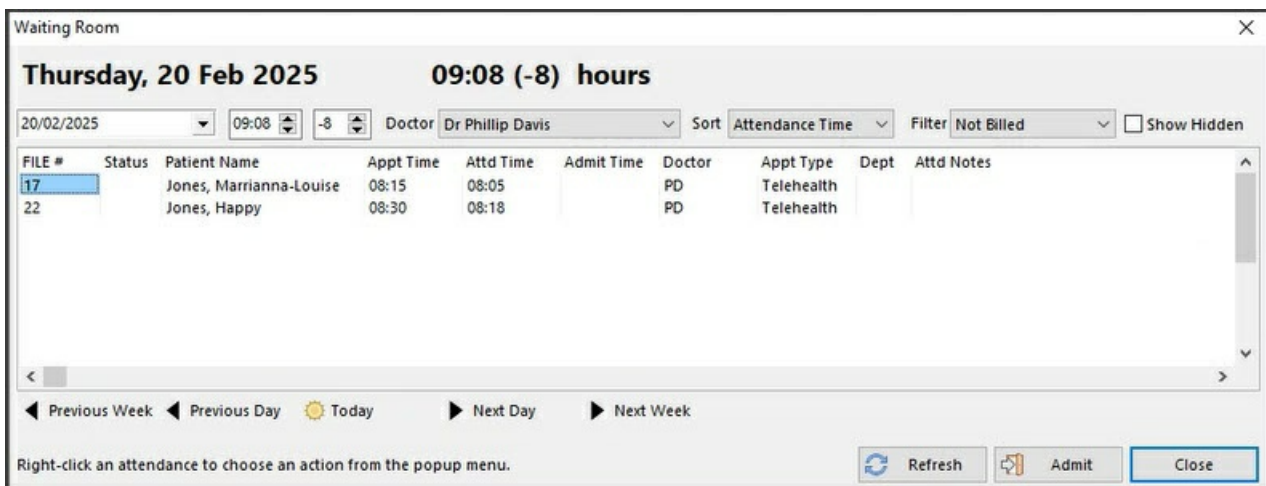 Waiting Room
Thursday, 20 Feb 2025 09:08 (-8) hours
20/02/2025 09:08 -8 Doctor Dr Phillip Davis Sort Attendance Time Filter Not Billed Show Hidden
FILE # Status Patient Name Appt Time Attd Time Admit Time Doctor Appt Type Dept Attd Notes
17 Jones, Marrianna-Louise 08:15 08:05 PD Telehealth
22 Jones, Happy 08:30 08:18 PD Telehealth
Previous Week Previous Day Today Next Day Next Week
Right-click an attendance to choose an action from the popup menu. Refresh Admit Close